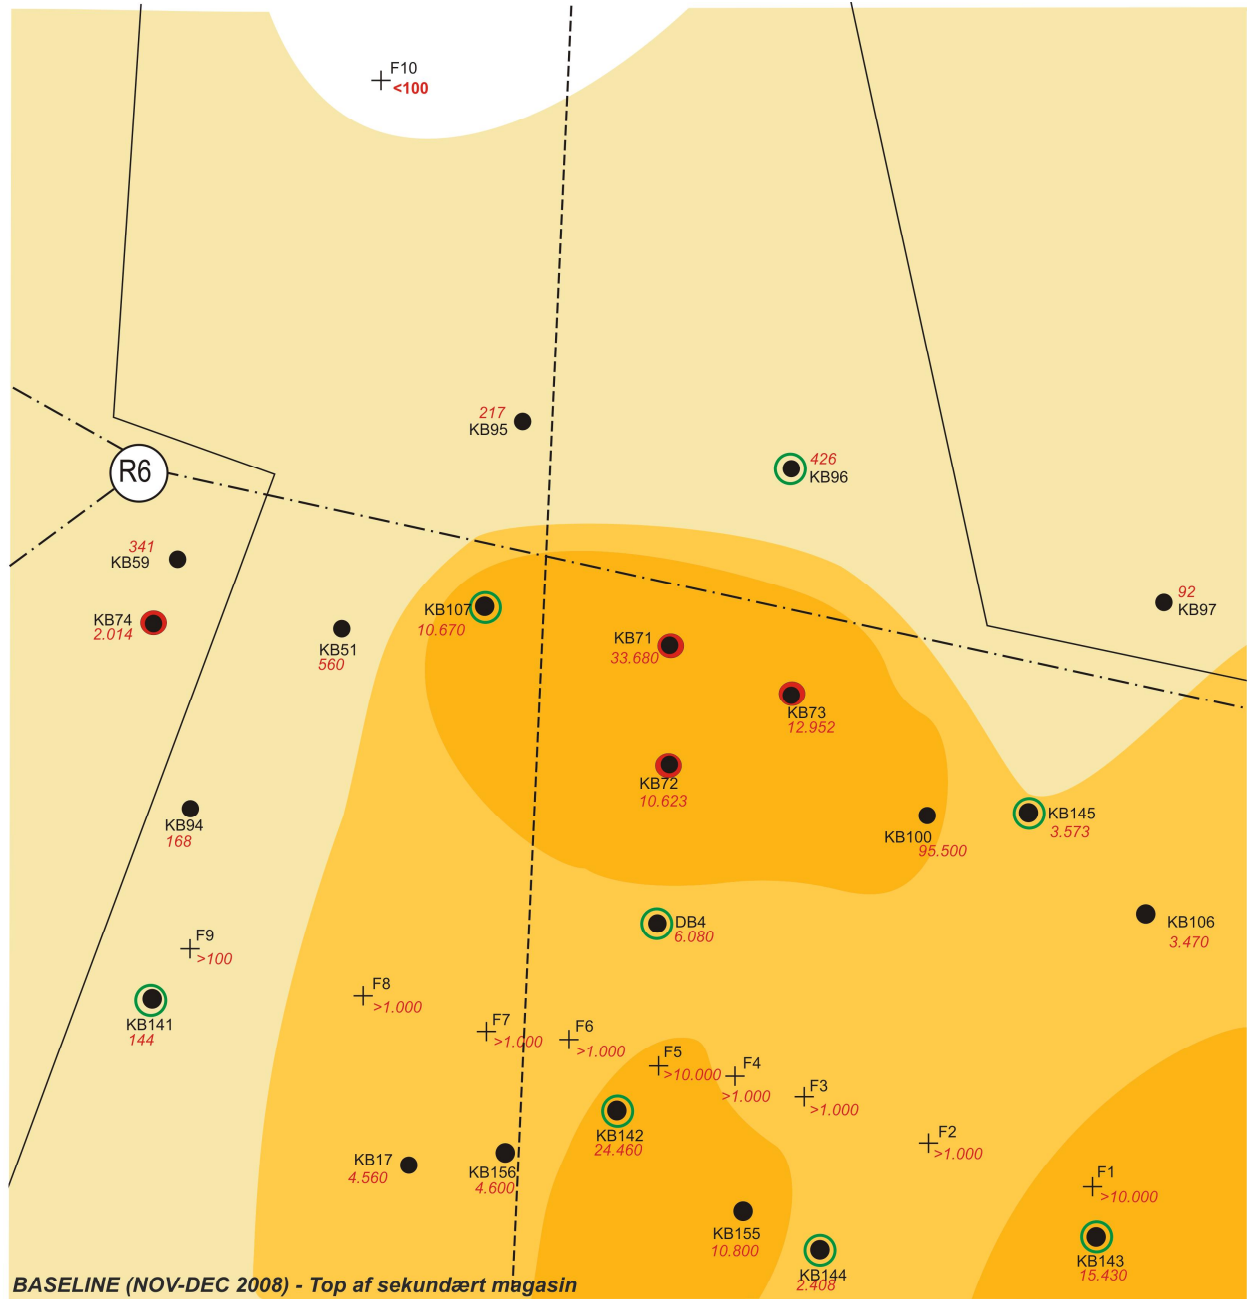 F10
<100
217
KB95
426
KB96
R6
341
KB59
KB74
2.014
KB51
560
KB107
10.670
KB71
33.680
92
KB97
KB73
12.952
KB72
10.623
KB94
168
KB100
95.500
KB145
3.573
DB4
6.080
KB106
3.470
F9
>100
F8
>1.000
KB141
144
F7
>1.000
F6
>1.000
F5
>10.000
F4
>1.000
F3
>1.000
KB142
24.460
F2
>1.000
KB17
4.560
KB156
4.600
F1
>10.000
KB155
10.800
KB144
2.408
KB143
15.430
BASELINE (NOV-DEC 2008) - Top af sekundært magasin